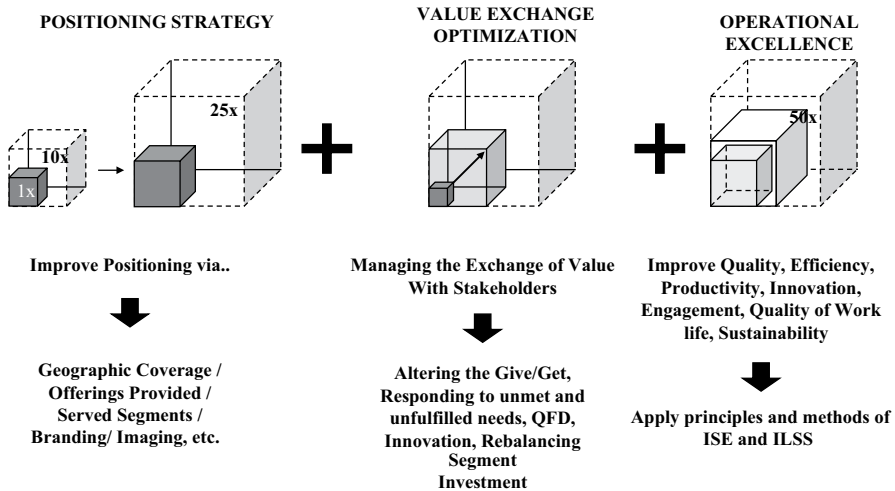 POSITIONING STRATEGY
10x
1x
25x
Improve Positioning via..
Geographic Coverage /
Offerings Provided /
Served Segments /
Branding/ Imaging, etc.
VALUE EXCHANGE
OPTIMIZATION
Managing the Exchange of Value
With Stakeholders
Altering the Give/Get,
Responding to unmet and
unfulfilled needs, QFD,
Innovation, Rebalancing
Segment
Investment
OPERATIONAL
EXCELLENCE
50x
Improve Quality, Efficiency,
Productivity, Innovation,
Engagement, Quality of Work
life, Sustainability
Apply principles and methods of
ISE and ILSS